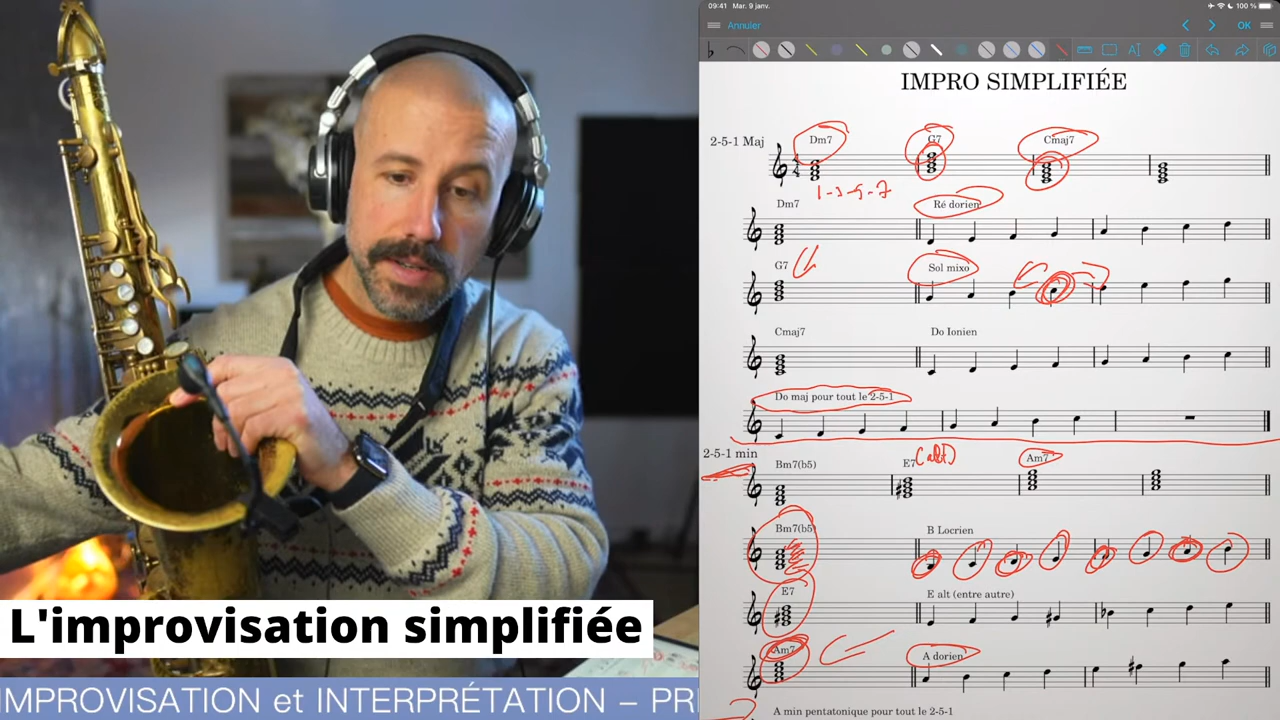 09:41 Mar. 9 janv. 100 %
Annuler OK
IMPRO SIMPLIFIÉE
2-5-1 Maj
Dm7 G7 Cmaj7
1-3-5-7
Dm7 Ré dorien
G7 Sol mixo
Cmaj7 Do Ionien
Do maj pour tout le 2-5-1
2-5-1 min
Bm7(b5) E7 (alt) Am7
Bm7(b5) B Locrien
E7 E alt (entre autre)
Am7 A dorien
A min pentatonique pour tout le 2-5-1
L'improvisation simplifiée
IMPROVISATION et INTERPRÉTATION – PR